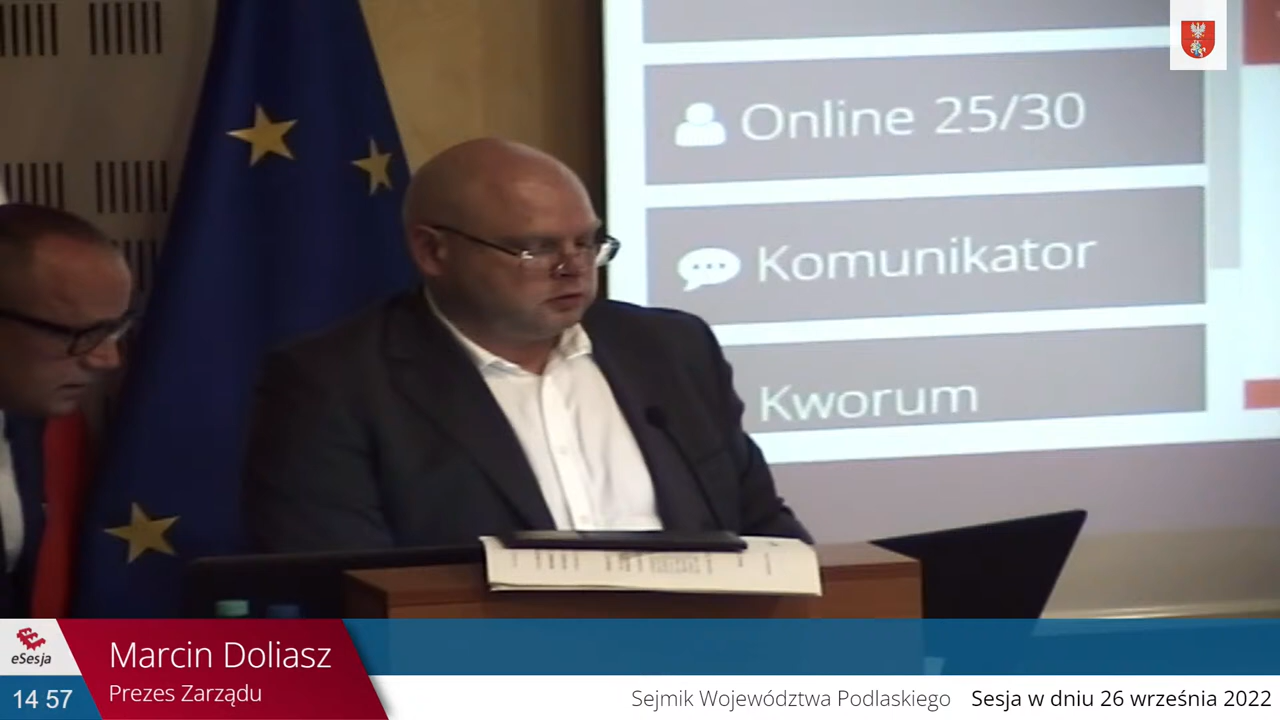 Online 25/30
Komunikator
Kworum
eSesja
Marcin Doliasz
Prezes Zarządu
14 57
Sejmik Województwa Podlaskiego
Sesja w dniu 26 września 2022